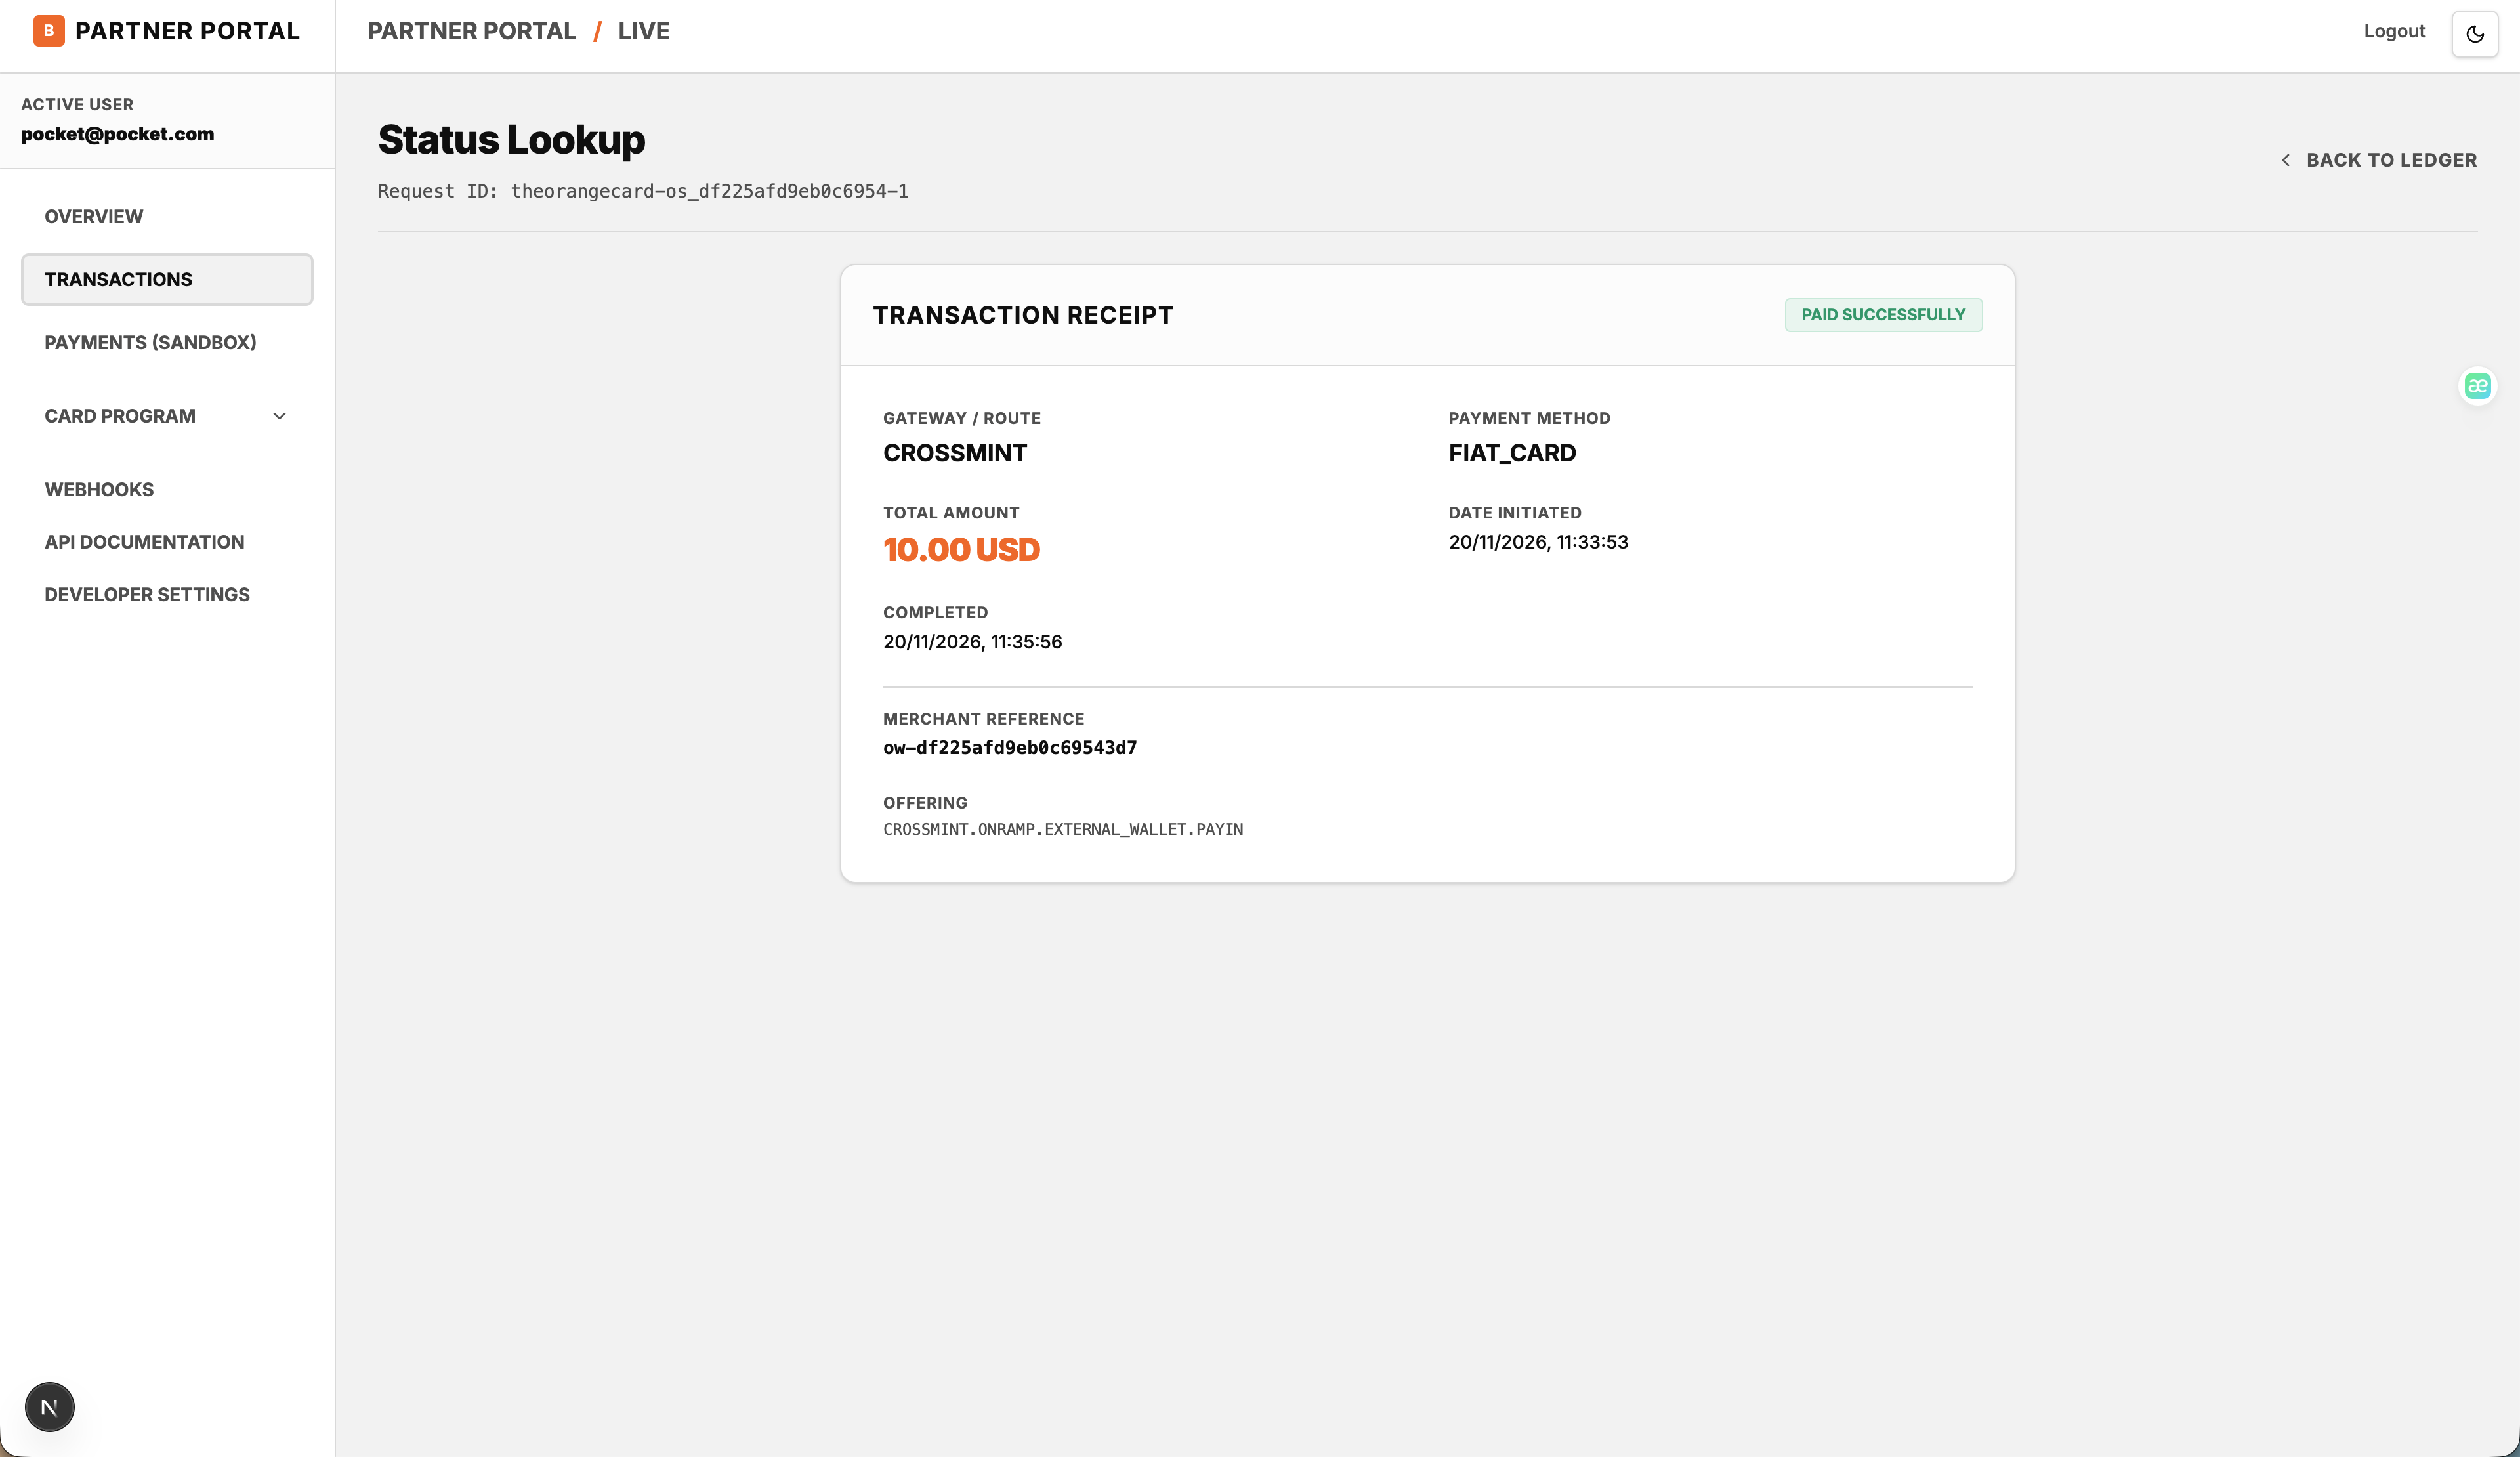 B PARTNER PORTAL
PARTNER PORTAL / LIVE
Logout
ACTIVE USER
pocket@pocket.com
OVERVIEW
TRANSACTIONS
PAYMENTS (SANDBOX)
CARD PROGRAM
WEBHOOKS
API DOCUMENTATION
DEVELOPER SETTINGS
N
Status Lookup
BACK TO LEDGER
Request ID: theorangecard-os_df225afd9eb0c6954-1
TRANSACTION RECEIPT
PAID SUCCESSFULLY
GATEWAY / ROUTE
CROSSMINT
PAYMENT METHOD
FIAT_CARD
TOTAL AMOUNT
10.00 USD
DATE INITIATED
20/11/2026, 11:33:53
COMPLETED
20/11/2026, 11:35:56
MERCHANT REFERENCE
ow-df225afd9eb0c69543d7
OFFERING
CROSSMINT.ONRAMP.EXTERNAL_WALLET.PAYIN
æ